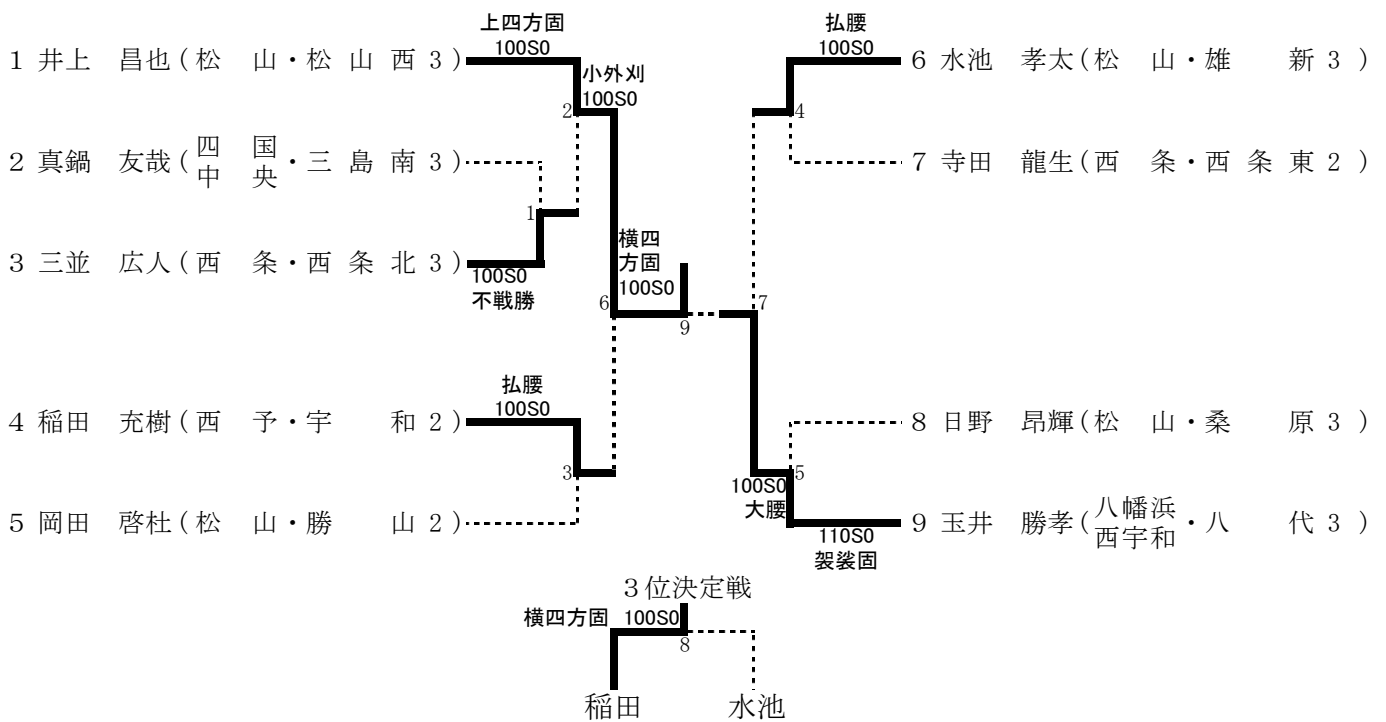 上四方固
100S0
払腰
100S0
1 井上 昌也(松 山・松山西3)
6 水池 孝太(松 山・雄 新3)
小外刈
100S0
2
4
2 真鍋 友哉(四国中央・三島南3)
7 寺田 龍生(西 条・西条東2)
1
横四
方固
100S0
3 三並 広人(西 条・西条北3)
100S0
不戦勝
6
7
9
払腰
100S0
4 稲田 充樹(西 予・宇 和2)
8 日野 昂輝(松 山・桑 原3)
3
5
100S0
大腰
5 岡田 啓杜(松 山・勝 山2)
9 玉井 勝孝(八幡浜西宇和・八 代3)
110S0
袈裟固
3位決定戦
横四方固 100S0
8
稲田 水池